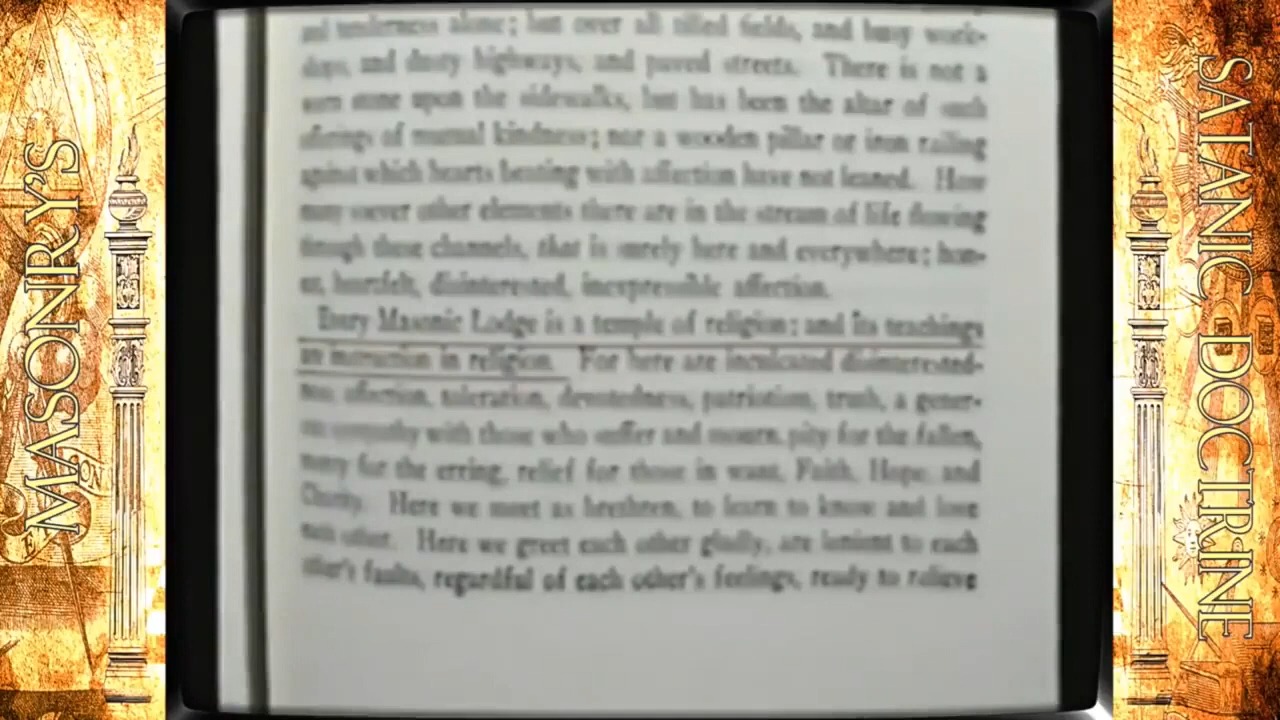 MASONRY'S
and tenderness alone; but over all tilled fields, and busy work-
days, and dusty highways, and paved streets. There is not a
worn stone upon the sidewalks, but has been the altar of such
offerings of mutual kindness; nor a wooden pillar or iron railing
against which hearts beating with affection have not leaned. How
many soever other elements there are in the stream of life flowing
through these channels, that is surely here and everywhere; hon-
est, heartfelt, disinterested, inexpressible affection.
Every Masonic Lodge is a temple of religion; and its teachings
are instruction in religion. For here are inculcated disinterested-
ness, affection, toleration, devotedness, patriotism, truth, a gener-
ous sympathy with those who suffer and mourn, pity for the fallen,
mercy for the erring, relief for those in want, Faith, Hope, and
Charity. Here we meet as brethren, to learn to know and love
each other. Here we greet each other gladly, are lenient to each
other's faults, regardful of each other's feelings, ready to relieve
SATANIC DOCTRINE